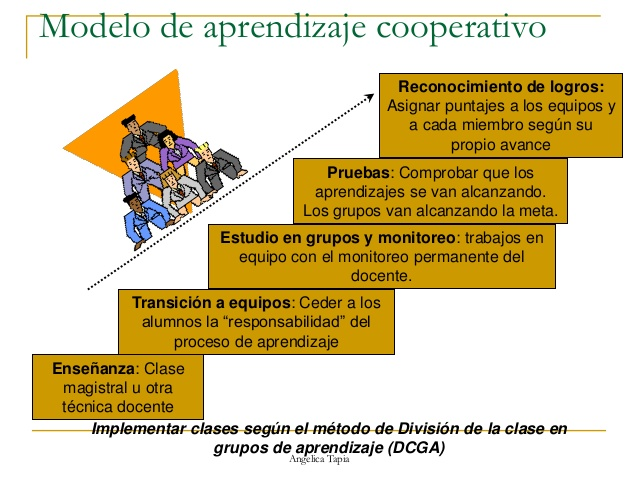 Modelo de aprendizaje cooperativo
Reconocimiento de logros:
Asignar puntajes a los equipos y
a cada miembro según su
propio avance
Pruebas: Comprobar que los
aprendizajes se van alcanzando.
Los grupos van alcanzando la meta.
Estudio en grupos y monitoreo: trabajos en
equipo con el monitoreo permanente del
docente.
Transición a equipos: Ceder a los
alumnos la “responsabilidad” del
proceso de aprendizaje
Enseñanza: Clase
magistral u otra
técnica docente
Implementar clases según el método de División de la clase en
grupos de aprendizaje (DCGA)
Angelica Tapia